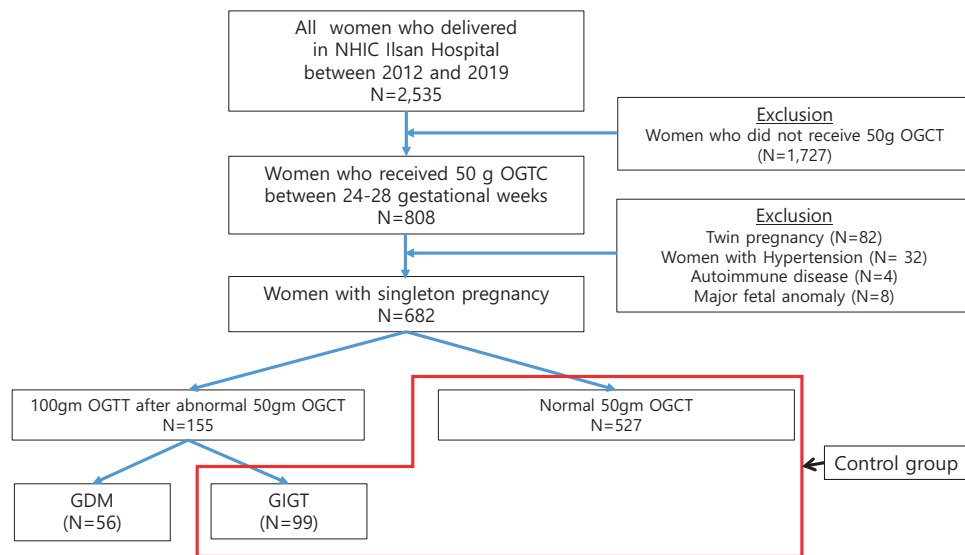 All women who delivered
in NHIC Ilsan Hospital
between 2012 and 2019
N=2,535
Exclusion
Women who did not receive 50g OGCT
(N=1,727)
Women who received 50 g OGTC
between 24-28 gestational weeks
N=808
Exclusion
Twin pregnancy (N=82)
Women with Hypertension (N= 32)
Autoimmune disease (N=4)
Major fetal anomaly (N=8)
Women with singleton pregnancy
N=682
100gm OGTT after abnormal 50gm OGCT
N=155
Normal 50gm OGCT
N=527
Control group
GDM
(N=56)
GIGT
(N=99)